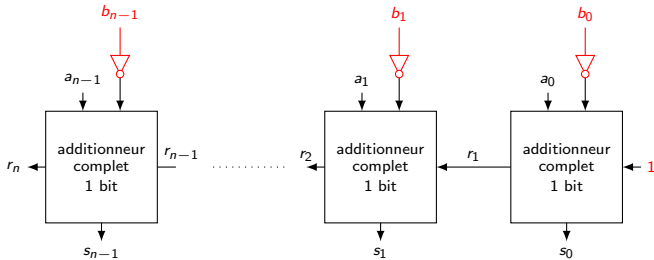 b_{n−1} b_1 b_0
a_{n−1} a_1 a_0
r_n additionneur complet 1 bit r_{n−1} ........... r_2 additionneur complet 1 bit r_1 additionneur complet 1 bit 1
s_{n−1} s_1 s_0